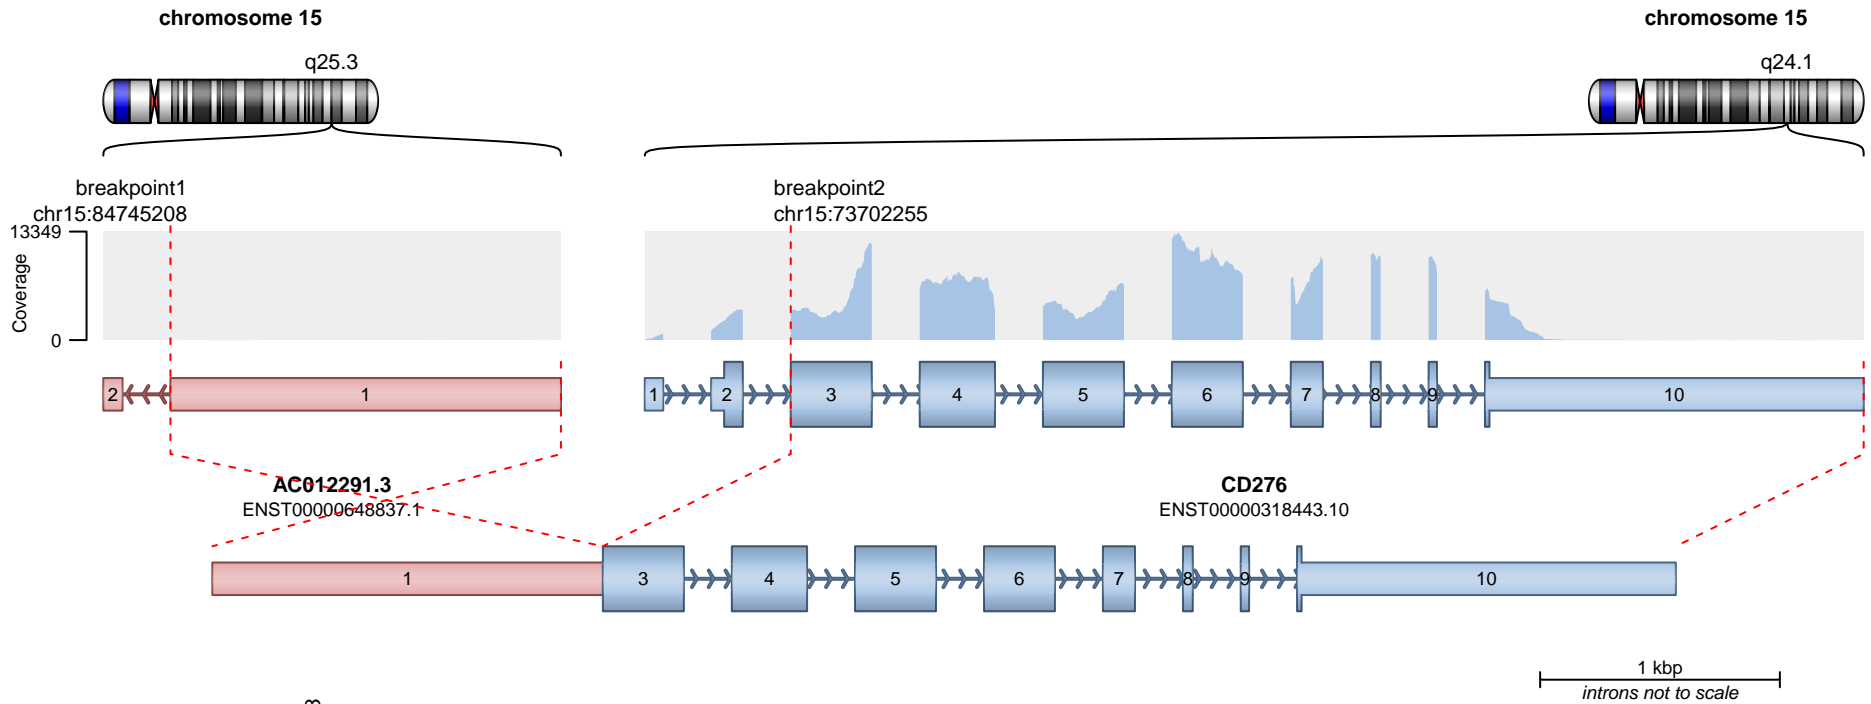 chromosome 15
chromosome 15
q25.3
q24.1
breakpoint1
chr15:84745208
breakpoint2
chr15:73702255
13349
Coverage
0
2
1
1
2
3
4
5
6
7
8
9
10
AC012291.3
ENST00000648837.1
CD276
ENST00000318443.10
1
3
4
5
6
7
8
9
10
1 kbp
introns not to scale